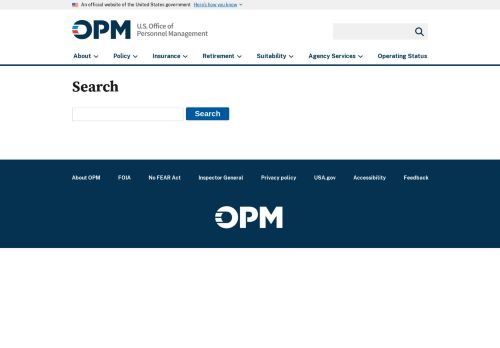 An official website of the United States government Here's how you know
OPM U.S. Office of
Personnel Management
About Policy Insurance Retirement Suitability Agency Services Operating Status
Search
Search
About OPM FOIA No FEAR Act Inspector General Privacy policy USA.gov Accessibility Feedback
OPM